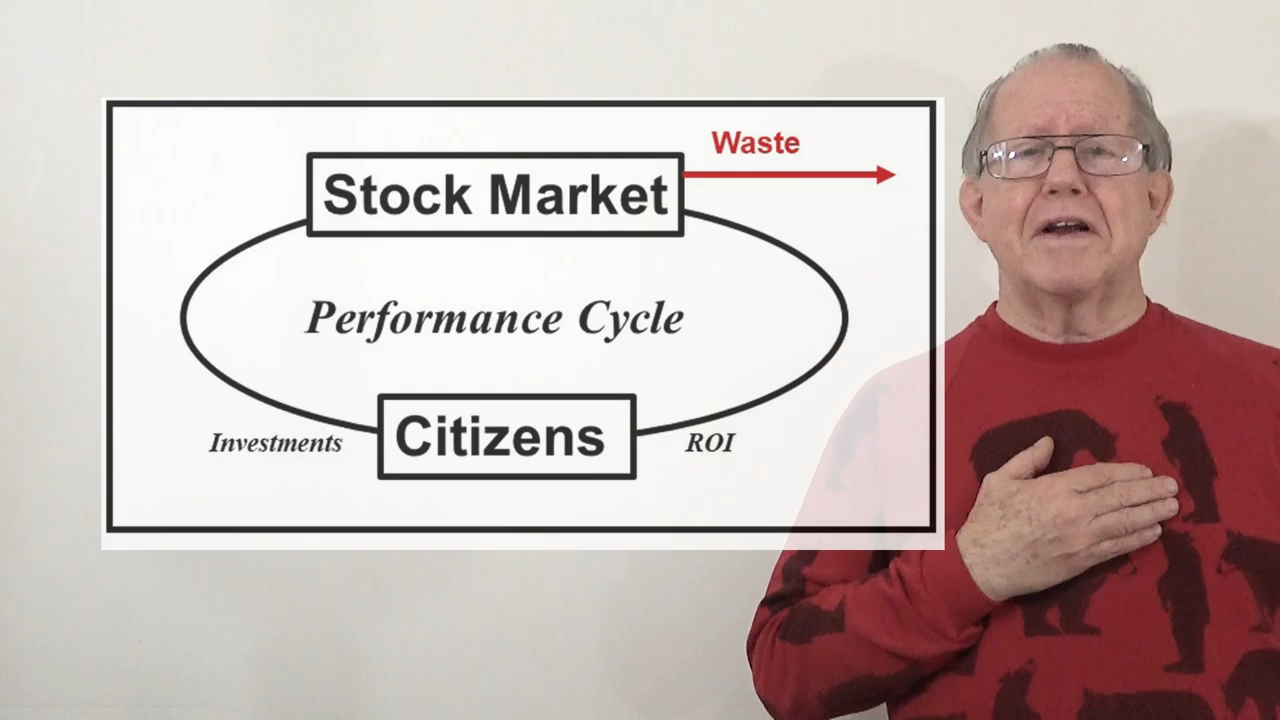 Waste
Stock Market
Performance Cycle
Citizens
Investments
ROI